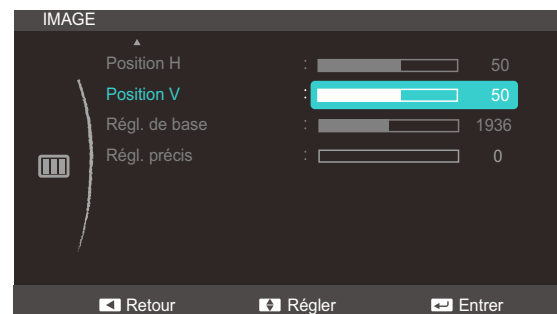 IMAGE
Position H : 50
Position V : 50
Régl. de base : 1936
Régl. précis : 0
Retour Régler Entrer